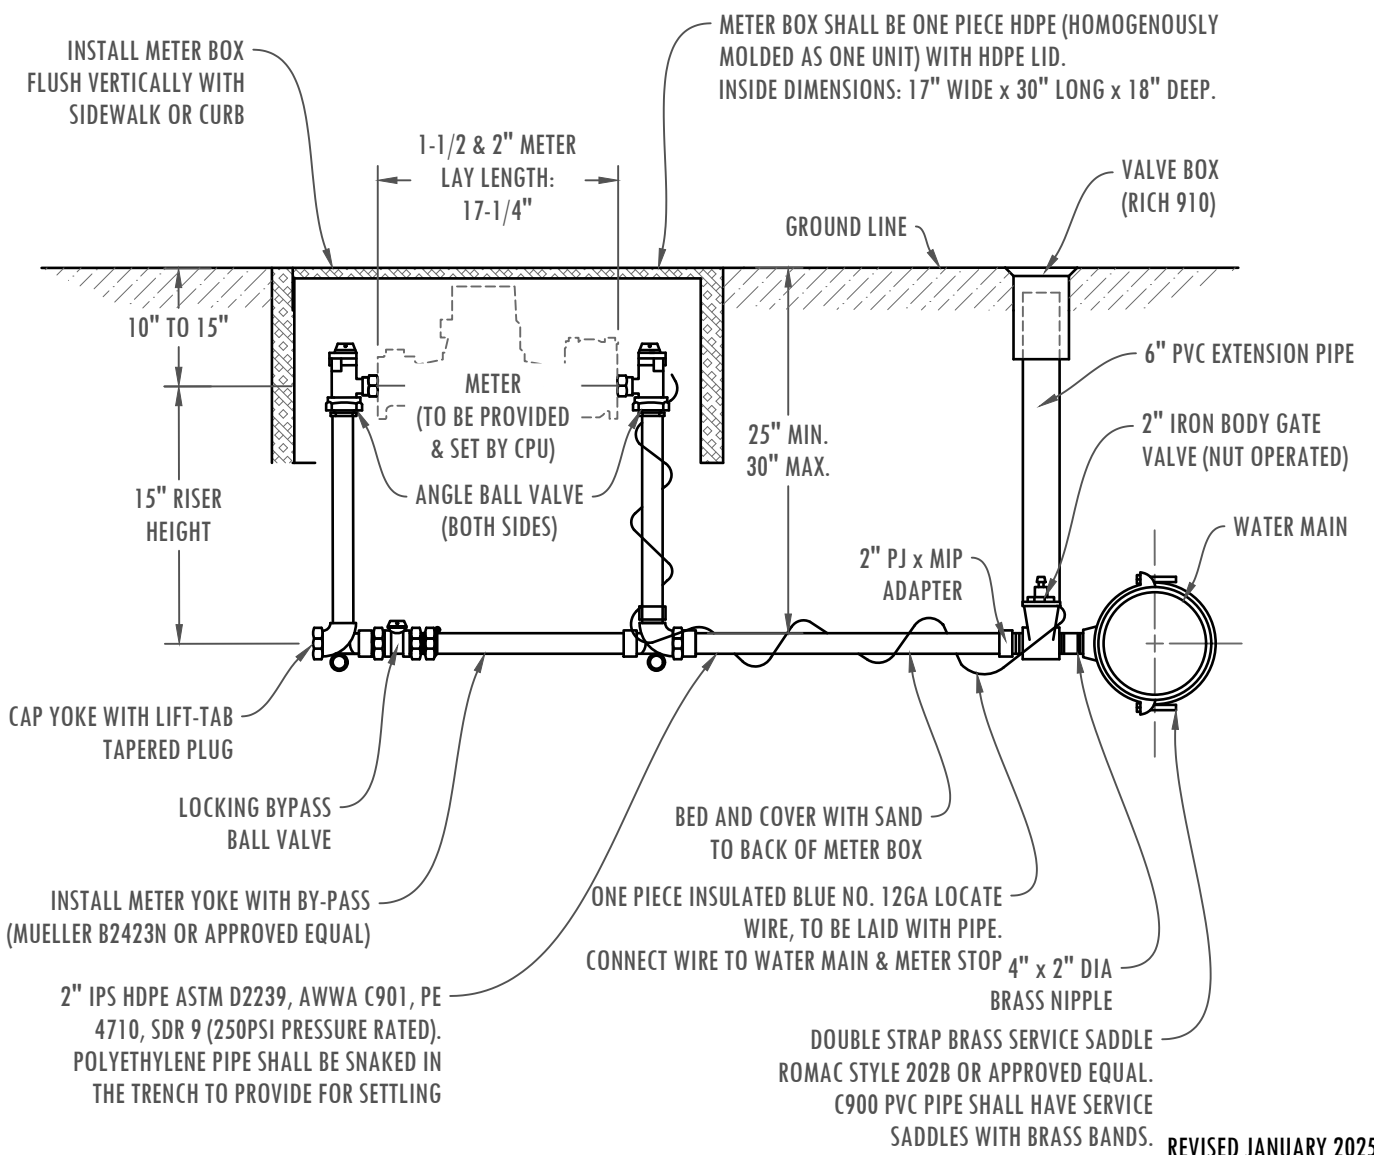 INSTALL METER BOX
FLUSH VERTICALLY WITH
SIDEWALK OR CURB
METER BOX SHALL BE ONE PIECE HDPE (HOMOGENOUSLY
MOLDED AS ONE UNIT) WITH HDPE LID.
INSIDE DIMENSIONS: 17" WIDE x 30" LONG x 18" DEEP.
1-1/2 & 2" METER
LAY LENGTH:
17-1/4"
VALVE BOX
(RICH 910)
GROUND LINE
10" TO 15"
6" PVC EXTENSION PIPE
METER
(TO BE PROVIDED
& SET BY CPU)
25" MIN.
30" MAX.
2" IRON BODY GATE
VALVE (NUT OPERATED)
15" RISER
HEIGHT
ANGLE BALL VALVE
(BOTH SIDES)
WATER MAIN
2" PJ x MIP
ADAPTER
CAP YOKE WITH LIFT-TAB
TAPERED PLUG
LOCKING BYPASS
BALL VALVE
BED AND COVER WITH SAND
TO BACK OF METER BOX
INSTALL METER YOKE WITH BY-PASS
(MUELLER B2423N OR APPROVED EQUAL)
ONE PIECE INSULATED BLUE NO. 12GA LOCATE
WIRE, TO BE LAID WITH PIPE.
CONNECT WIRE TO WATER MAIN & METER STOP
4" x 2" DIA
BRASS NIPPLE
2" IPS HDPE ASTM D2239, AWWA C901, PE
4710, SDR 9 (250PSI PRESSURE RATED).
POLYETHYLENE PIPE SHALL BE SNAKED IN
THE TRENCH TO PROVIDE FOR SETTLING
DOUBLE STRAP BRASS SERVICE SADDLE
ROMAC STYLE 202B OR APPROVED EQUAL.
C900 PVC PIPE SHALL HAVE SERVICE
SADDLES WITH BRASS BANDS.
REVISED JANUARY 2025